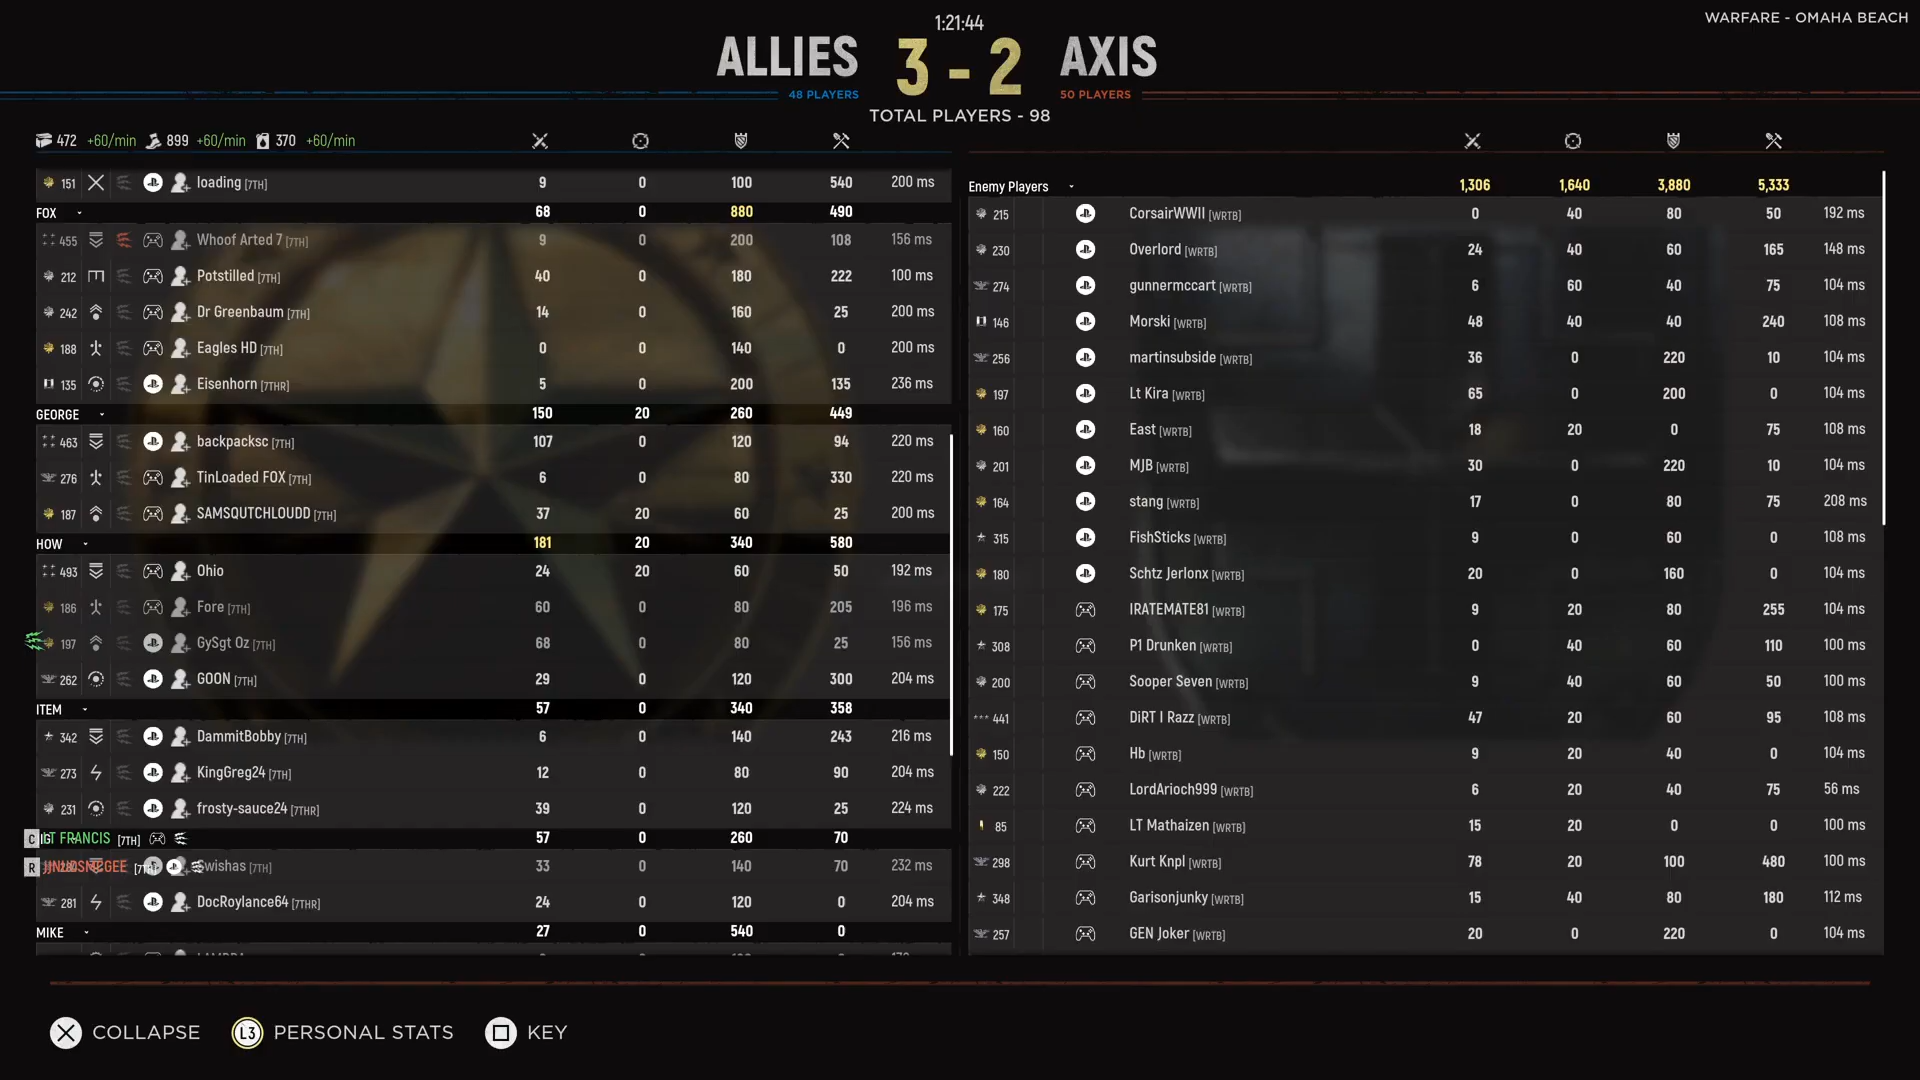 WARFARE - OMAHA BEACH
1:21:44
ALLIES 3 - 2 AXIS
48 PLAYERS 50 PLAYERS
TOTAL PLAYERS - 98
472 +60/min 899 +60/min 370 +60/min
151 loading [7TH] 9 0 100 540 200 ms
FOX 68 0 880 490
455 Whoof Arted 7 [7TH] 9 0 200 108 156 ms
212 Potstilled [7TH] 40 0 180 222 100 ms
242 Dr Greenbaum [7TH] 14 0 160 25 200 ms
188 Eagles HD [7TH] 0 0 140 0 200 ms
135 Eisenhorn [7THR] 5 0 200 135 236 ms
GEORGE 150 20 260 449
463 backpacksc [7TH] 107 0 120 94 220 ms
276 TinLoaded FOX [7TH] 6 0 80 330 220 ms
187 SAMSQUTCHLOUDD [7TH] 37 20 60 25 200 ms
HOW 181 20 340 580
493 Ohio 24 20 60 50 192 ms
186 Fore [7TH] 60 0 80 205 196 ms
197 GySgt Oz [7TH] 68 0 80 25 156 ms
262 GOON [7TH] 29 0 120 300 204 ms
ITEM 57 0 340 358
342 DammitBobby [7TH] 6 0 140 243 216 ms
273 KingGreg24 [7TH] 12 0 80 90 204 ms
231 frosty-sauce24 [7THR] 39 0 120 25 224 ms
C LT FRANCIS [7TH] 57 0 260 70
R Swishas [7TH] 33 0 140 70 232 ms
281 DocRoylance64 [7THR] 24 0 120 0 204 ms
MIKE 27 0 540 0
Enemy Players 1,306 1,640 3,880 5,333
215 CorsairWWII [WRTB] 0 40 80 50 192 ms
230 Overlord [WRTB] 24 40 60 165 148 ms
274 gunnermccart [WRTB] 6 60 40 75 104 ms
146 Morski [WRTB] 48 40 40 240 108 ms
256 martinsubside [WRTB] 36 0 220 10 104 ms
197 Lt Kira [WRTB] 65 0 200 0 104 ms
160 East [WRTB] 18 20 0 75 108 ms
201 MJB [WRTB] 30 0 220 10 104 ms
164 stang [WRTB] 17 0 80 75 208 ms
315 FishSticks [WRTB] 9 0 60 0 108 ms
180 Schtz Jerlonx [WRTB] 20 0 160 0 104 ms
175 IRATEMATE81 [WRTB] 9 20 80 255 104 ms
308 P1 Drunken [WRTB] 0 40 60 110 100 ms
200 Sooper Seven [WRTB] 9 40 60 50 100 ms
441 DiRT I Razz [WRTB] 47 20 60 95 108 ms
150 Hb [WRTB] 9 20 40 0 104 ms
222 LordArioch999 [WRTB] 6 20 40 75 56 ms
85 LT Mathaizen [WRTB] 15 20 0 0 100 ms
298 Kurt Knpl [WRTB] 78 20 100 480 100 ms
348 Garisonjunky [WRTB] 15 40 80 180 112 ms
257 GEN Joker [WRTB] 20 0 220 0 104 ms
COLLAPSE L3 PERSONAL STATS KEY